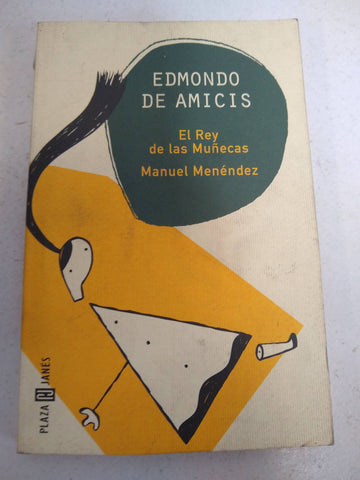 EDMONDO
DE AMICIS
El Rey
de las Muñecas
Manuel Menéndez
PLAZA JANES